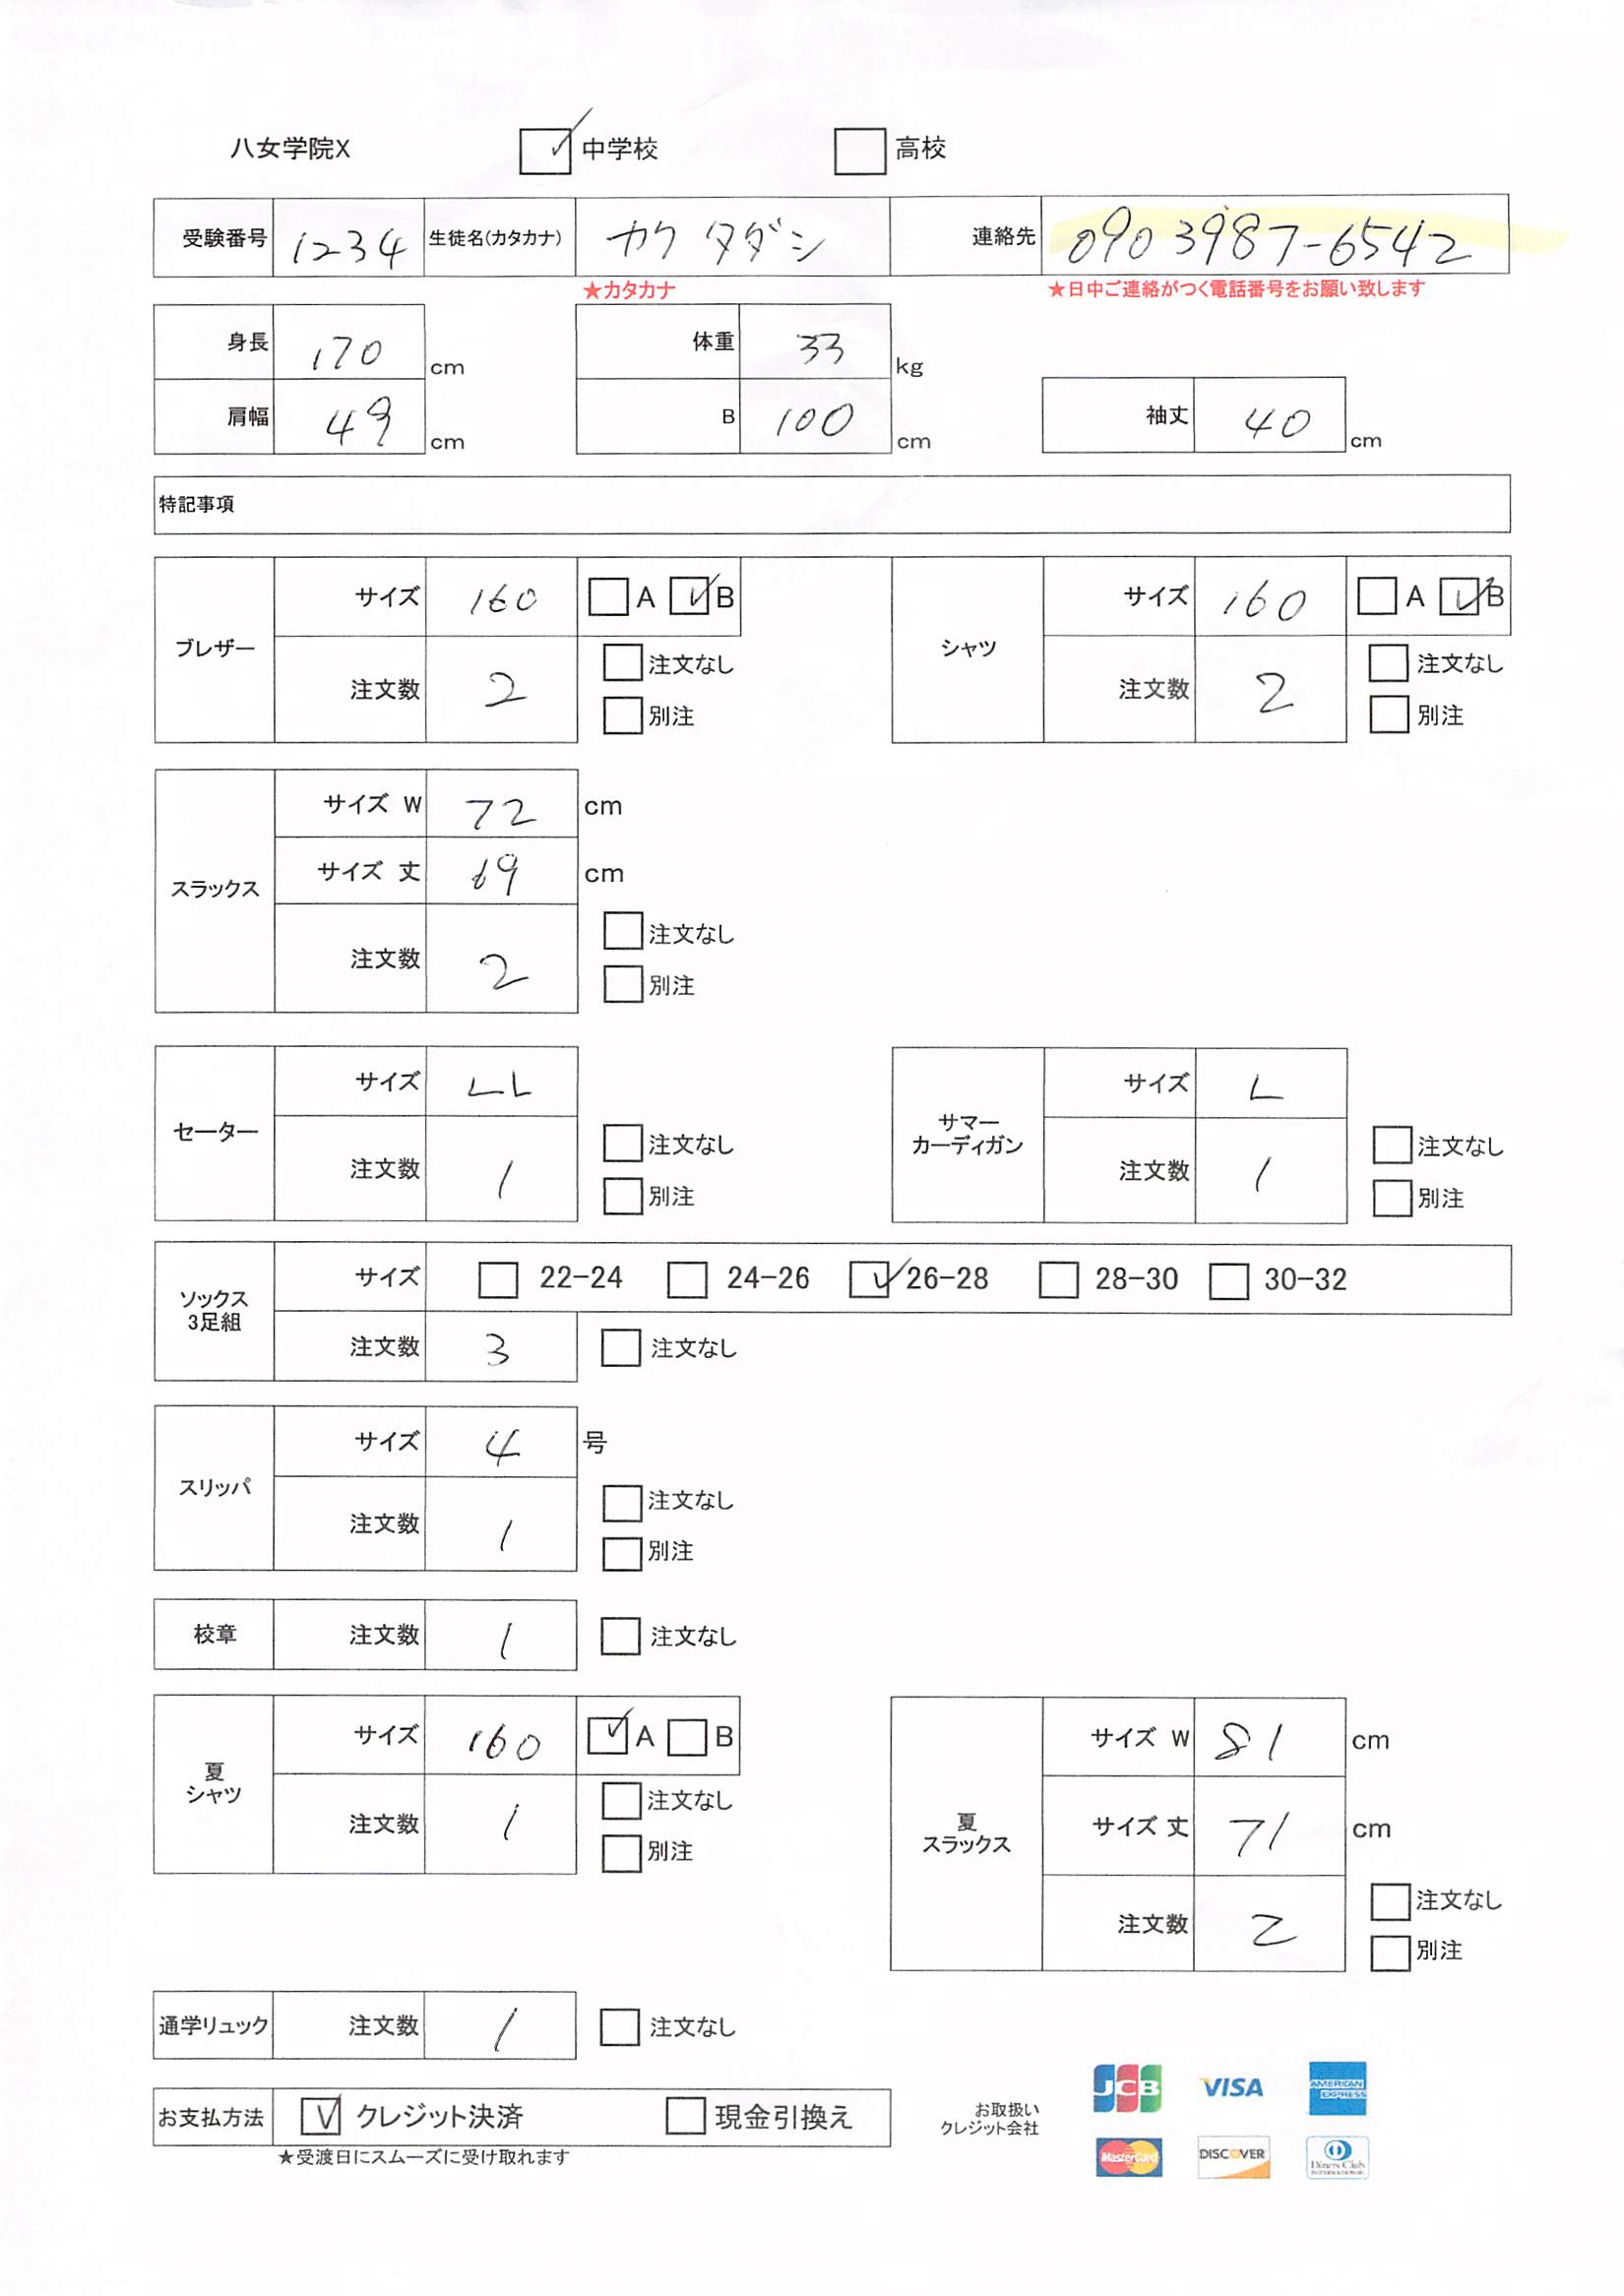 八女学院X 中学校 高校
受験番号 1234 生徒名(カタカナ) カクタダシ 連絡先 090 3987-6542
★カタカナ ★日中ご連絡がつく電話番号をお願い致します
身長 170 cm 体重 33 kg
肩幅 49 cm B 100 cm 袖丈 40 cm
特記事項
ブレザー サイズ 160 A B シャツ サイズ 160 A B
注文数 2 注文なし 別注 注文数 2 注文なし 別注
スラックス サイズ W 72 cm
サイズ 丈 69 cm
注文数 2 注文なし 別注
セーター サイズ LL サマーカーディガン サイズ L
注文数 1 注文なし 別注 注文数 1 注文なし 別注
ソックス 3足組 サイズ 22-24 24-26 26-28 28-30 30-32
注文数 3 注文なし
スリッパ サイズ 4 号
注文数 1 注文なし 別注
校章 注文数 1 注文なし
夏シャツ サイズ 160 A B 夏スラックス サイズ W 81 cm
注文数 1 注文なし 別注 サイズ 丈 71 cm
注文数 2 注文なし 別注
通学リュック 注文数 1 注文なし
お支払方法 クレジット決済 現金引換え お取扱いクレジット会社 JCB VISA AMERICAN EXPRESS
★受渡日にスムーズに受け取れます MasterCard DISCOVER Diners Club INTERNATIONAL